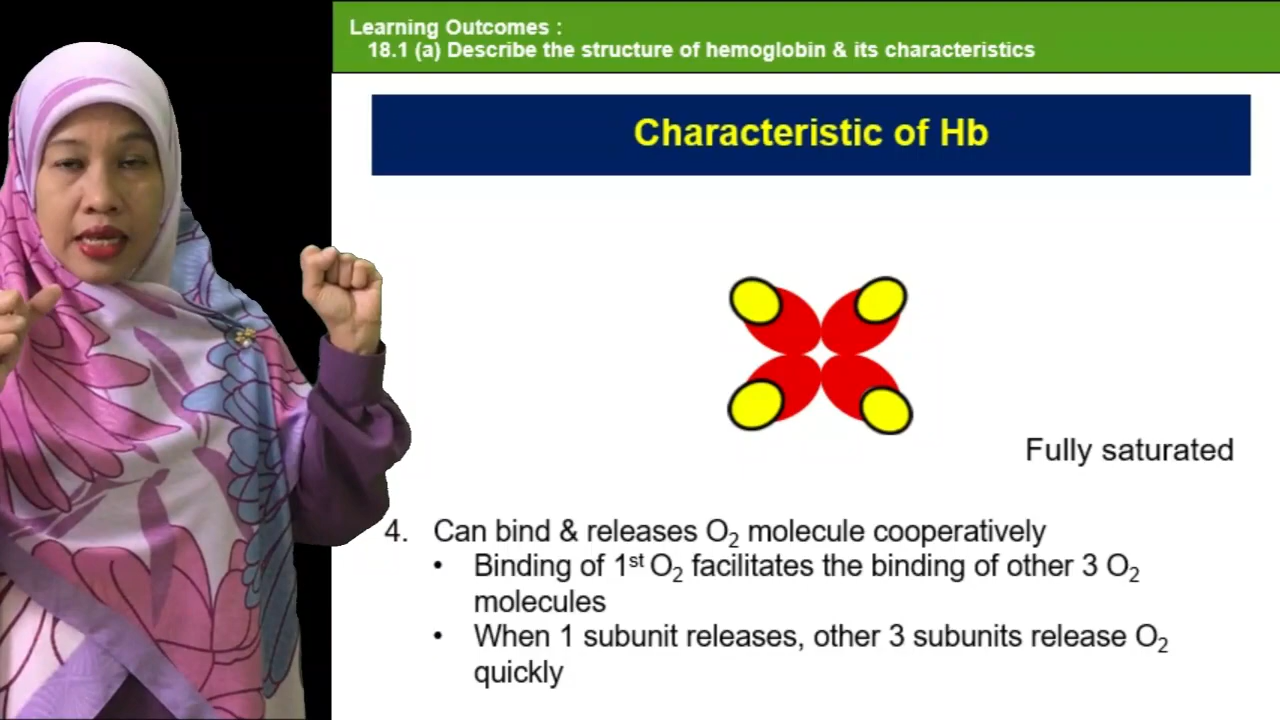 Learning Outcomes :
18.1 (a) Describe the structure of hemoglobin & its characteristics
Characteristic of Hb
Fully saturated
4. Can bind & releases O₂ molecule cooperatively
• Binding of 1ˢᵗ O₂ facilitates the binding of other 3 O₂
molecules
• When 1 subunit releases, other 3 subunits release O₂
quickly